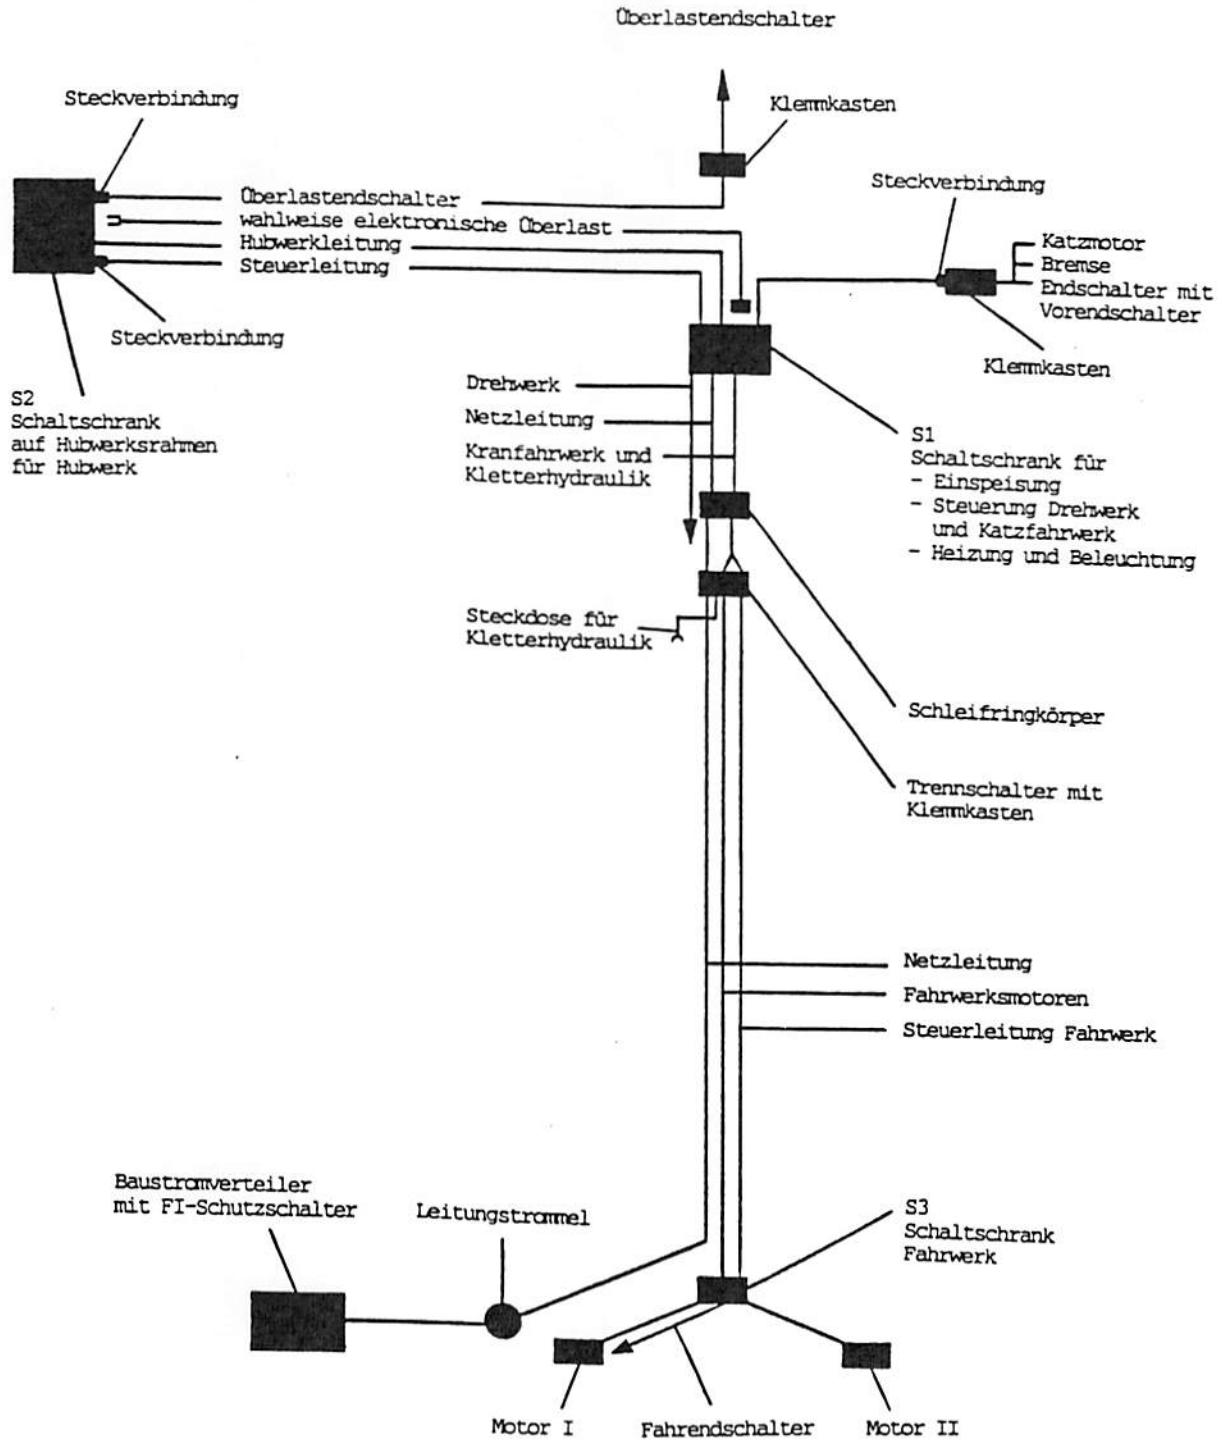 Überlastendschalter
Steckverbindung
Klemmkasten
Steckverbindung
Überlastendschalter
wahlweise elektronische Überlast
Hubwerkleitung
Steuerleitung
Katzmotor
Bremse
Endschalter mit
Vorendschalter
Steckverbindung
Klemmkasten
Drehwerk
Netzleitung
Kranfahrwerk und
Kletterhydraulik
S2
Schaltschrank
auf Hubwerksrahmen
für Hubwerk
S1
Schaltschrank für
- Einspeisung
- Steuerung Drehwerk
und Katzfahrwerk
- Heizung und Beleuchtung
Steckdose für
Kletterhydraulik
Schleifringkörper
Trennschalter mit
Klemmkasten
Netzleitung
Fahrwerksmotoren
Steuerleitung Fahrwerk
Baustromverteiler
mit FI-Schutzschalter
Leitungstrommel
S3
Schaltschrank
Fahrwerk
Motor I
Fahrendschalter
Motor II